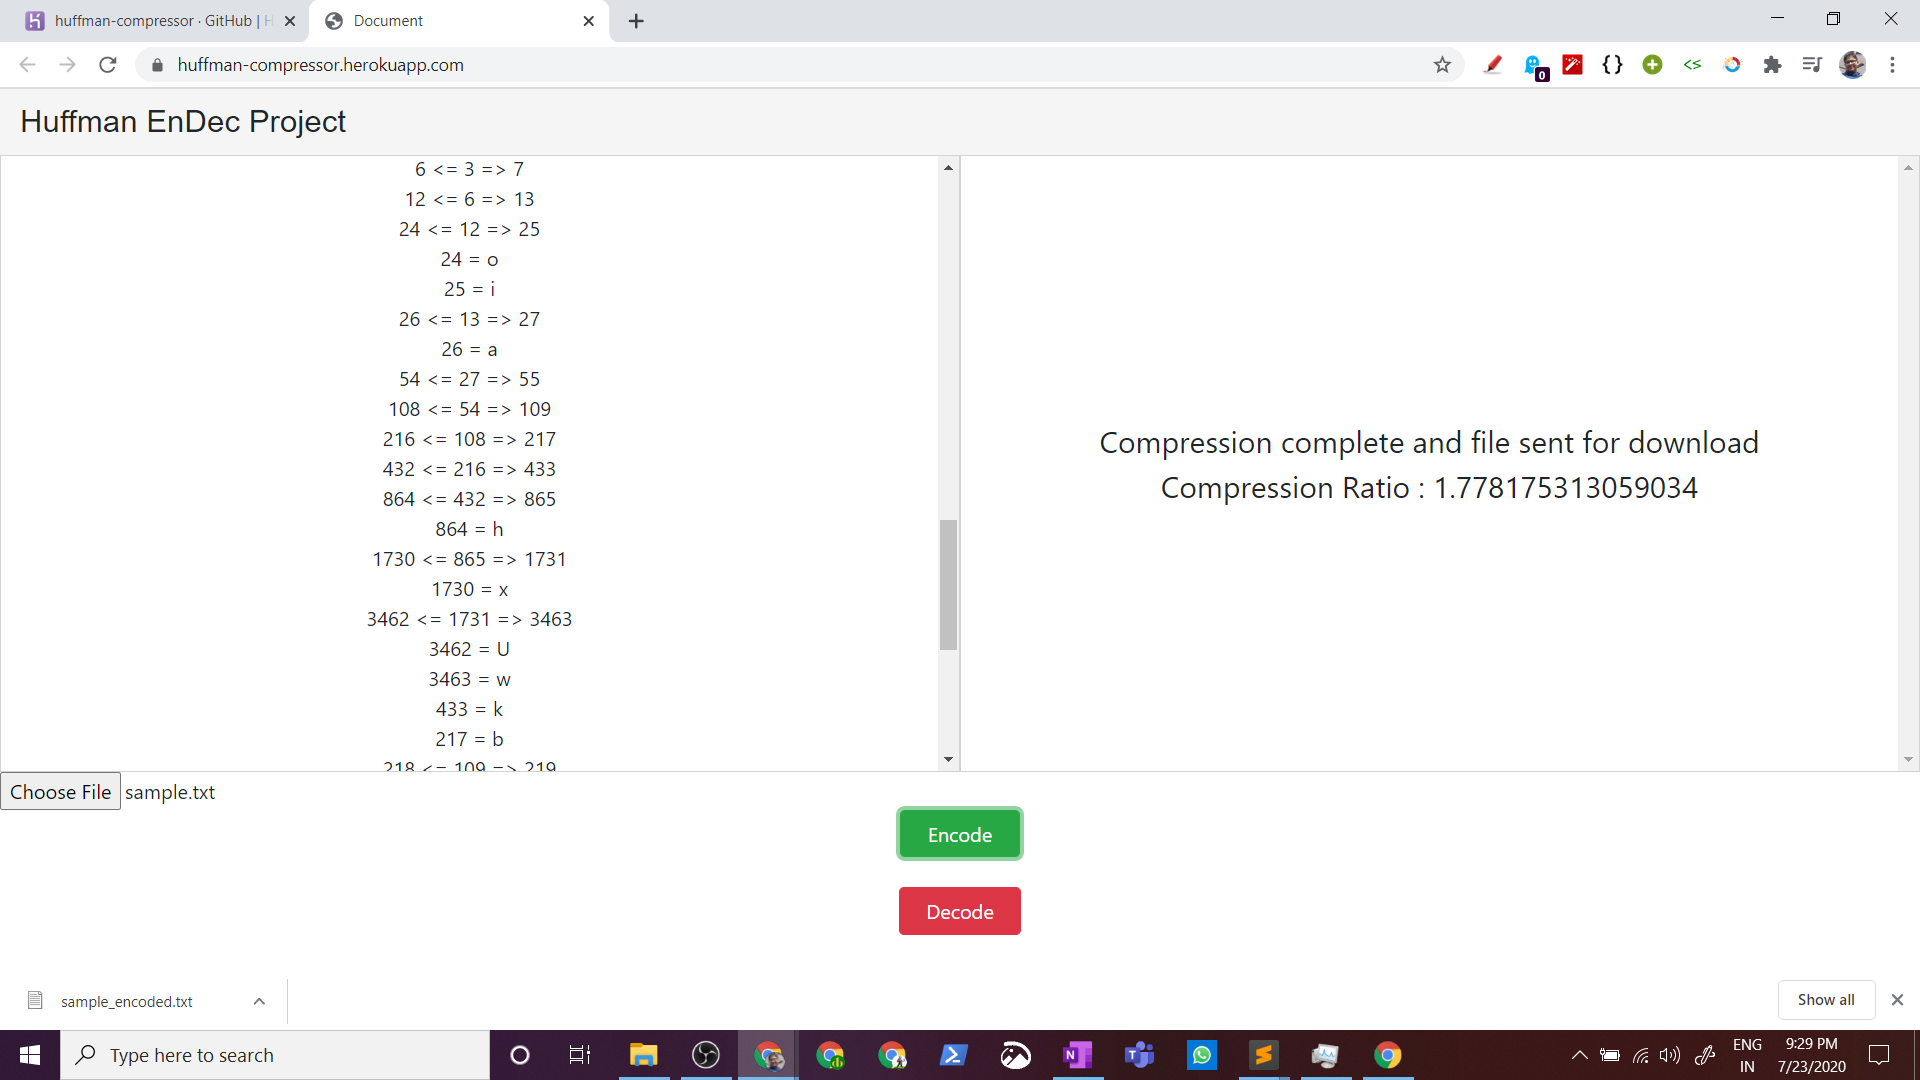 huffman-compressor · GitHub | H
Document
huffman-compressor.herokuapp.com
0
Huffman EnDec Project
6 <= 3 => 7
12 <= 6 => 13
24 <= 12 => 25
24 = o
25 = i
26 <= 13 => 27
26 = a
54 <= 27 => 55
108 <= 54 => 109
216 <= 108 => 217
432 <= 216 => 433
864 <= 432 => 865
864 = h
1730 <= 865 => 1731
1730 = x
3462 <= 1731 => 3463
3462 = U
3463 = w
433 = k
217 = b
218 <= 109 => 219
Compression complete and file sent for download
Compression Ratio : 1.778175313059034
Choose File sample.txt
Encode
Decode
sample_encoded.txt
Show all
Type here to search
ENG
IN
9:29 PM
7/23/2020